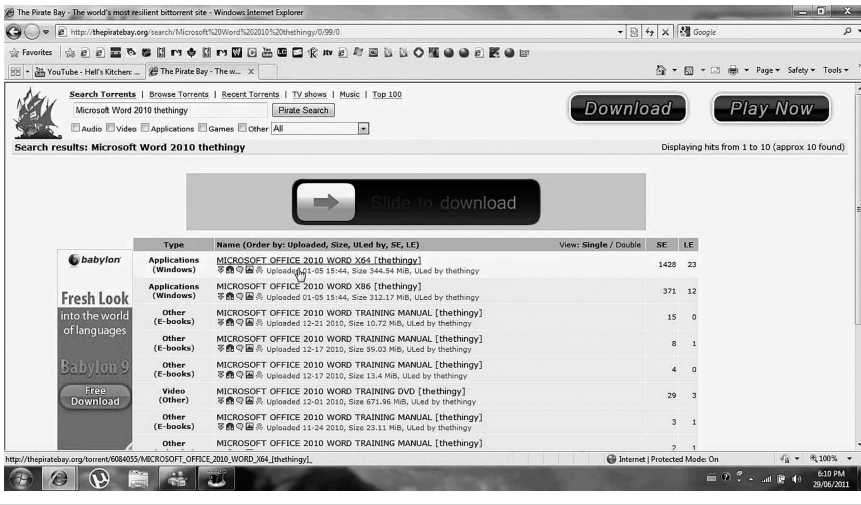 The Pirate Bay - The world's most resilient bittorrent site - Windows Internet Explorer
http://thepiratebay.org/search/Microsoft%20Word%202010%20thethingy/0/99/0
Google
Favorites
YouTube - Hell's Kitchen: ...
The Pirate Bay - The w...
Page
Safety
Tools
Search Torrents | Browse Torrents | Recent Torrents | TV shows | Music | Top 100
Microsoft Word 2010 thethingy
Pirate Search
Audio Video Applications Games Other All
Download
Play Now
Search results: Microsoft Word 2010 thethingy
Displaying hits from 1 to 10 (approx 10 found)
Slide to download
Type Name (Order by: Uploaded, Size, ULed by, SE, LE) View: Single / Double SE LE
Applications (Windows)
MICROSOFT OFFICE 2010 WORD X64 [thethingy]
Uploaded 01-05 15:44, Size 344.54 MiB, ULed by thethingy
1428 23
Applications (Windows)
MICROSOFT OFFICE 2010 WORD X86 [thethingy]
Uploaded 01-05 15:44, Size 312.17 MiB, ULed by thethingy
371 12
Other (E-books)
MICROSOFT OFFICE 2010 WORD TRAINING MANUAL [thethingy]
Uploaded 12-21 2010, Size 10.72 MiB, ULed by thethingy
15 0
Other (E-books)
MICROSOFT OFFICE 2010 WORD TRAINING MANUAL [thethingy]
Uploaded 12-17 2010, Size 59.03 MiB, ULed by thethingy
8 1
Other (E-books)
MICROSOFT OFFICE 2010 WORD TRAINING MANUAL [thethingy]
Uploaded 12-17 2010, Size 13.4 MiB, ULed by thethingy
4 0
Video (Other)
MICROSOFT OFFICE 2010 WORD TRAINING DVD [thethingy]
Uploaded 12-01 2010, Size 671.96 MiB, ULed by thethingy
29 3
Other (E-books)
MICROSOFT OFFICE 2010 WORD TRAINING MANUAL [thethingy]
Uploaded 11-24 2010, Size 23.11 MiB, ULed by thethingy
3 1
Other
MICROSOFT OFFICE 2010 WORD TRAINING MANUAL [thethingy]
2 1
babylon
Fresh Look
into the world
of languages
Babylon 9
Free
Download
http://thepiratebay.org/torrent/6084055/MICROSOFT_OFFICE_2010_WORD_X64_[thethingy]_
Internet | Protected Mode: On
100%
6:10 PM
29/06/2011